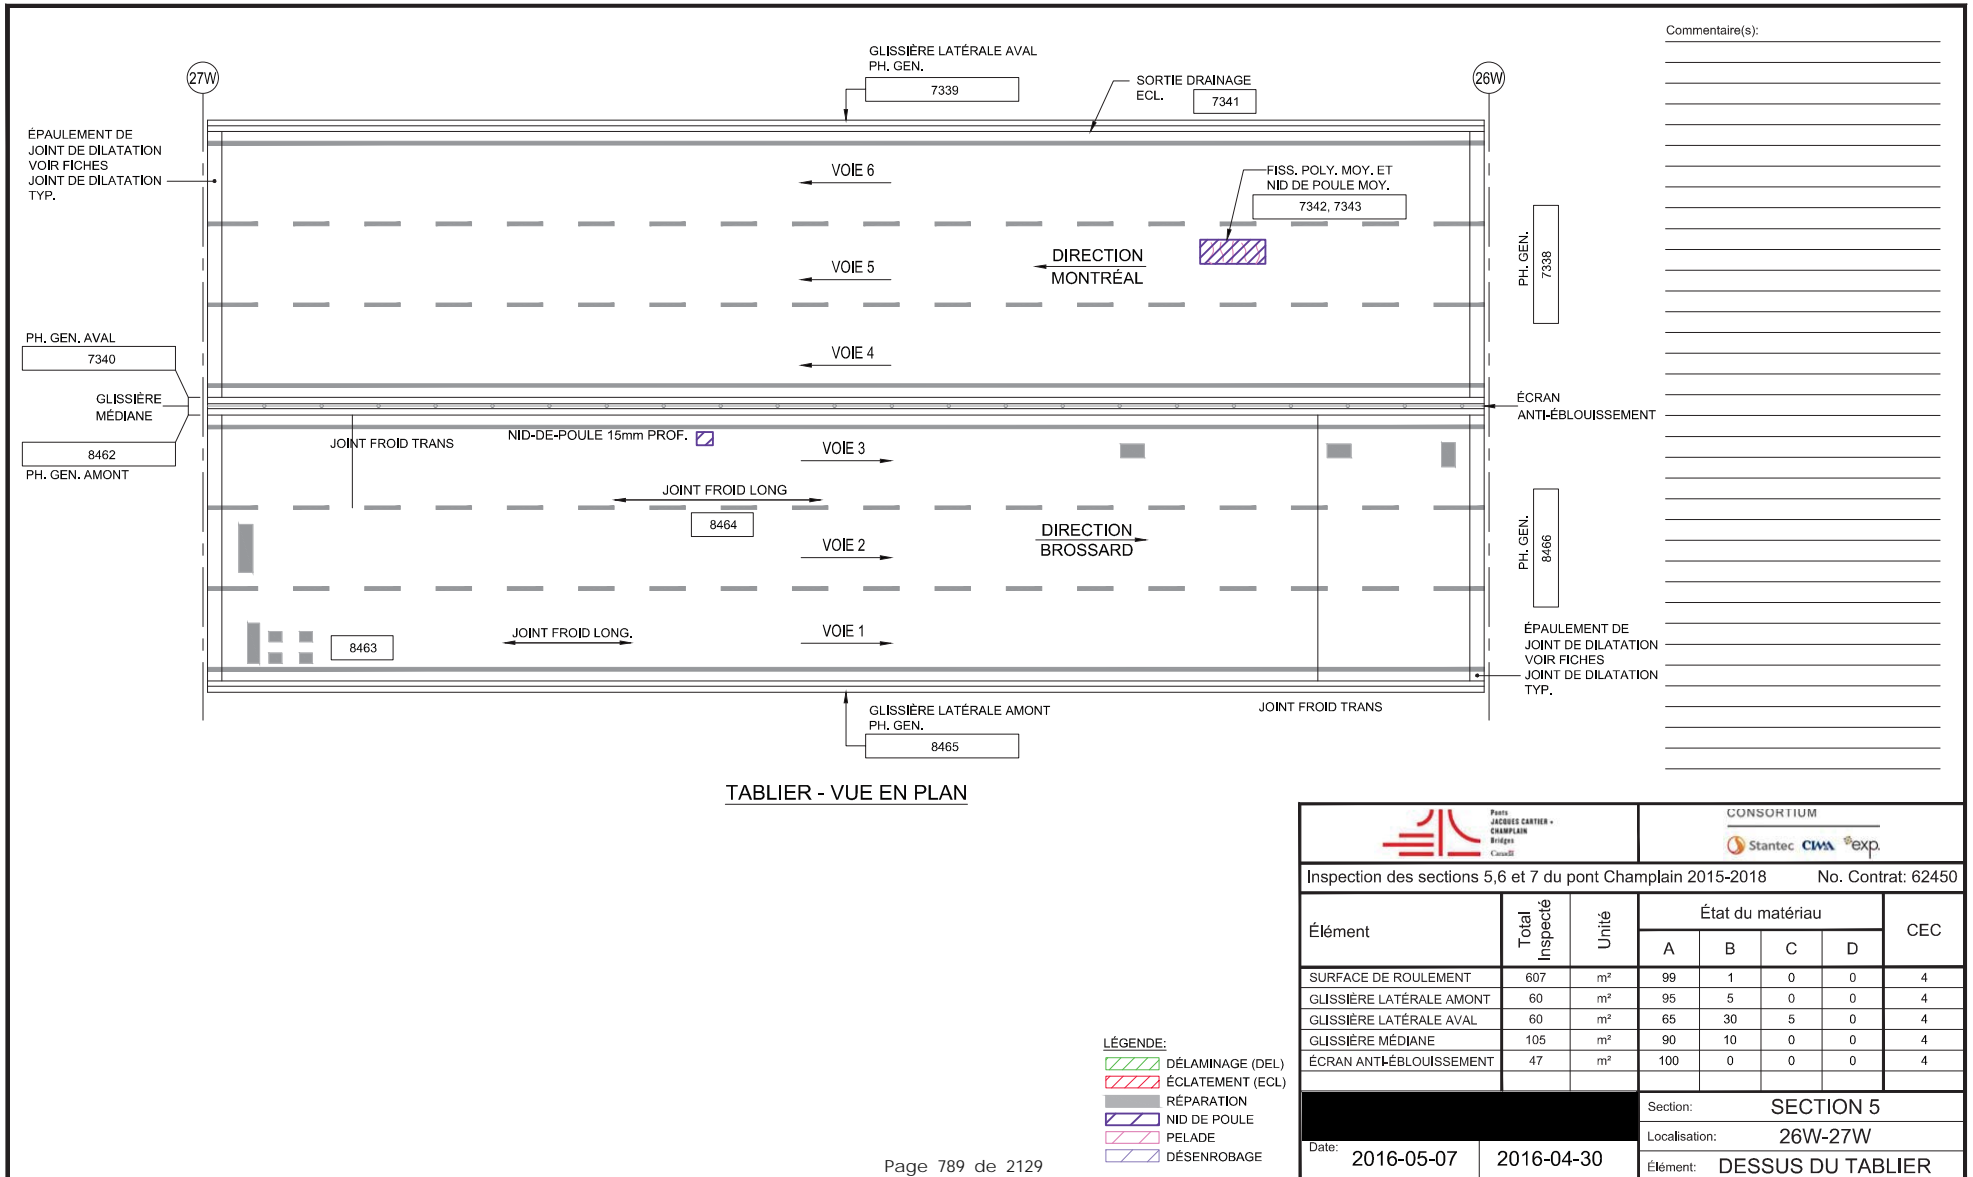 Commentaire(s):
GLISSIÈRE LATÉRALE AVAL
PH. GEN.
7339
27W
26W
SORTIE DRAINAGE
ECL.
7341
ÉPAULEMENT DE
JOINT DE DILATATION
VOIR FICHES
JOINT DE DILATATION
TYP.
VOIE 6
FISS. POLY. MOY. ET
NID DE POULE MOY.
7342, 7343
VOIE 5
DIRECTION
MONTRÉAL
PH. GEN.
7338
VOIE 4
PH. GEN. AVAL
7340
GLISSIÈRE
MÉDIANE
8462
PH. GEN. AMONT
ÉCRAN
ANTI-ÉBLOUISSEMENT
JOINT FROID TRANS
NID-DE-POULE 15mm PROF.
VOIE 3
JOINT FROID LONG
8464
VOIE 2
DIRECTION
BROSSARD
PH. GEN.
8466
8463
JOINT FROID LONG.
VOIE 1
ÉPAULEMENT DE
JOINT DE DILATATION
VOIR FICHES
JOINT DE DILATATION
TYP.
GLISSIÈRE LATÉRALE AMONT
PH. GEN.
8465
JOINT FROID TRANS
TABLIER - VUE EN PLAN
Ponts
JACQUES CARTIER +
CHAMPLAIN
Bridges
Canada
CONSORTIUM
Stantec CIMA exp.
Inspection des sections 5,6 et 7 du pont Champlain 2015-2018 No. Contrat: 62450
Élément Total Inspecté Unité État du matériau CEC
A B C D
SURFACE DE ROULEMENT 607 m² 99 1 0 0 4
GLISSIÈRE LATÉRALE AMONT 60 m² 95 5 0 0 4
GLISSIÈRE LATÉRALE AVAL 60 m² 65 30 5 0 4
GLISSIÈRE MÉDIANE 105 m² 90 10 0 0 4
ÉCRAN ANTI-ÉBLOUISSEMENT 47 m² 100 0 0 0 4
LÉGENDE:
DÉLAMINAGE (DEL)
ÉCLATEMENT (ECL)
RÉPARATION
NID DE POULE
PELADE
DÉSENROBAGE
Section: SECTION 5
Localisation: 26W-27W
Date: 2016-05-07 2016-04-30
Élément: DESSUS DU TABLIER
Page 789 de 2129